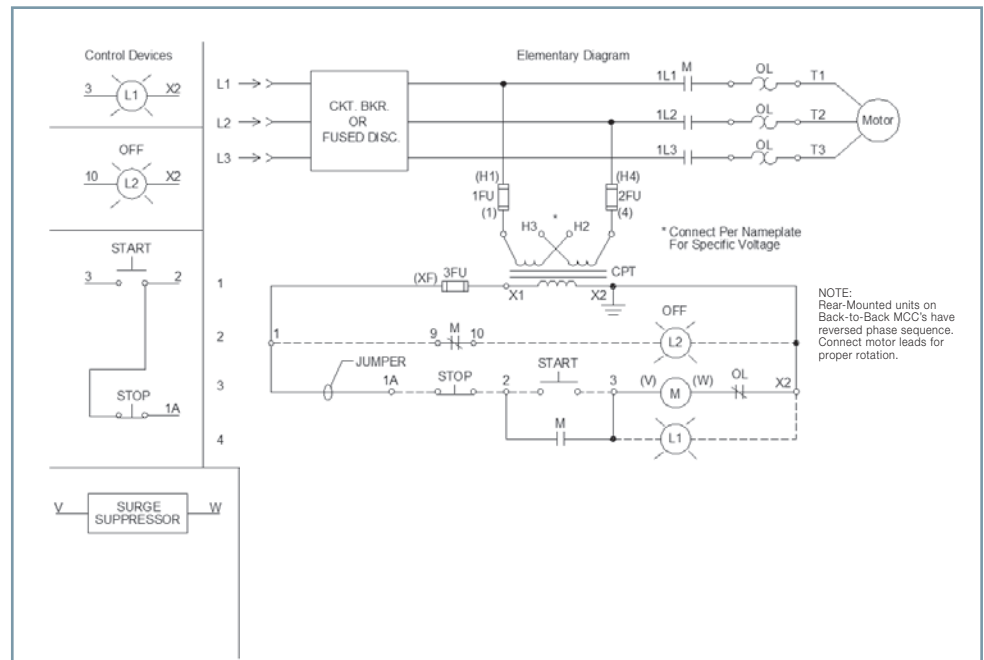 Control Devices
3 L1 X2
OFF
10 L2 X2
START
3 2
STOP
1A
V SURGE SUPPRESSOR W
Elementary Diagram
L1
L2
L3
CKT. BKR.
OR
FUSED DISC.
1L1 M OL T1
1L2 OL T2
1L3 OL T3
Motor
(H1) (H4)
1FU 2FU
(1) (4)
H3 * H2
* Connect Per Nameplate
For Specific Voltage
CPT
1 (XF) 3FU X1 X2
OFF
2 1 9 M 10 L2
JUMPER
3 1A STOP 2 START 3 (V) M (W) OL X2
4 M L1
NOTE:
Rear-Mounted units on
Back-to-Back MCC's have
reversed phase sequence.
Connect motor leads for
proper rotation.